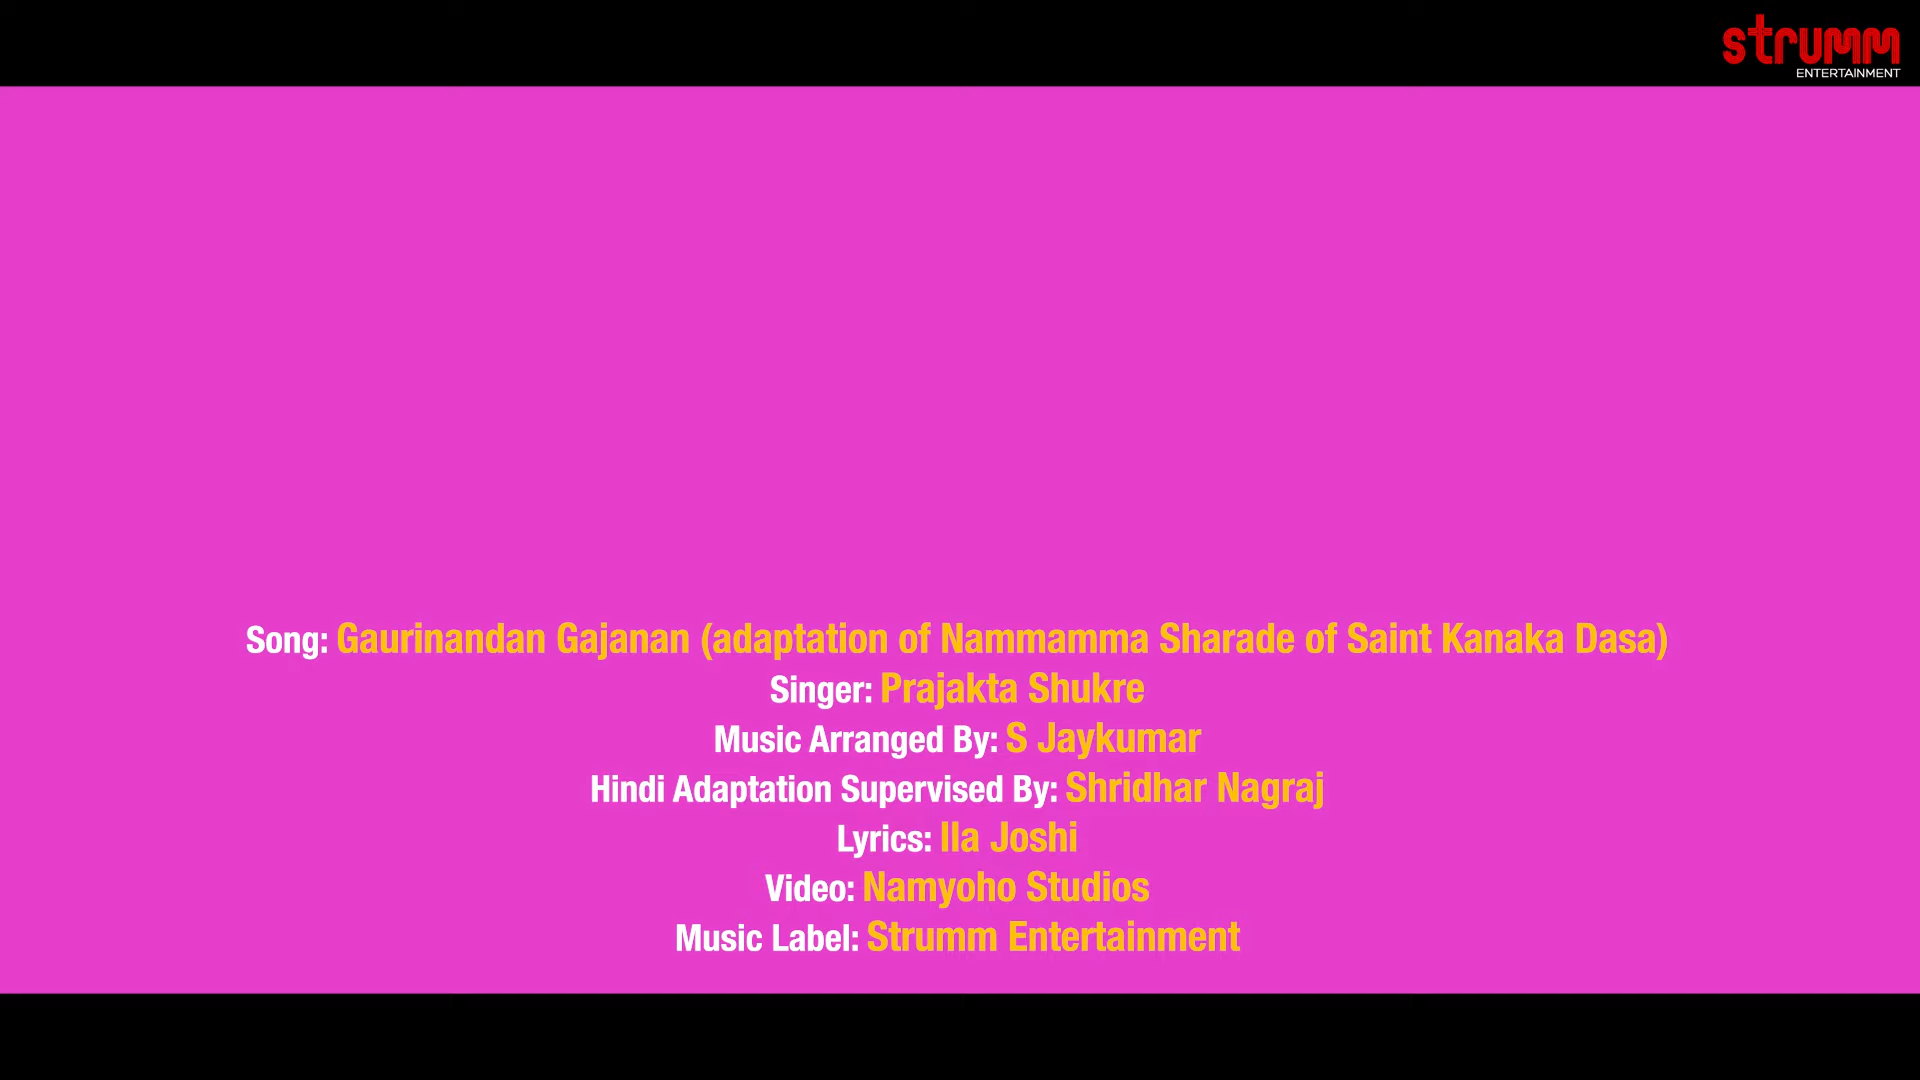 strumm
ENTERTAINMENT
Song: Gaurinandan Gajanan (adaptation of Nammamma Sharade of Saint Kanaka Dasa)
Singer: Prajakta Shukre
Music Arranged By: S Jaykumar
Hindi Adaptation Supervised By: Shridhar Nagraj
Lyrics: Ila Joshi
Video: Namyoho Studios
Music Label: Strumm Entertainment